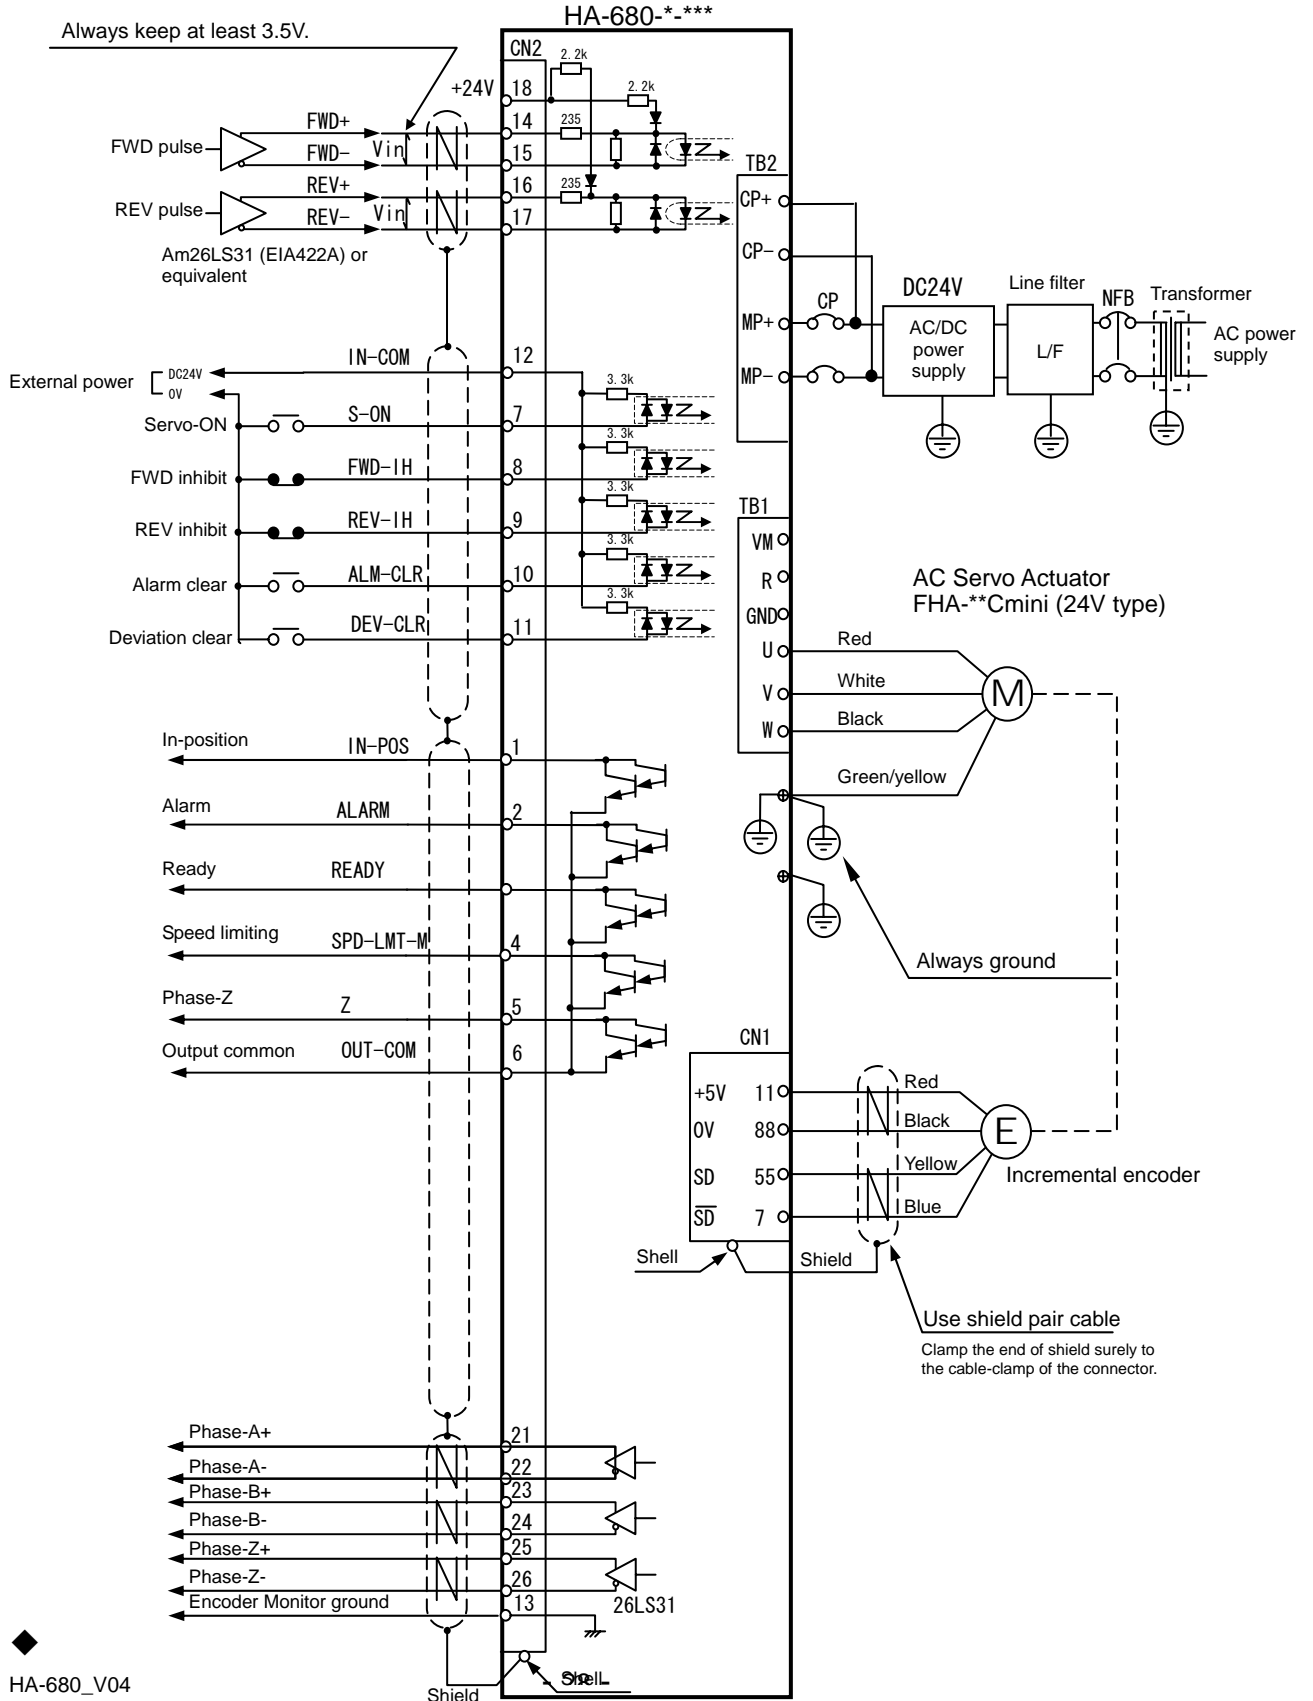 HA-680-*-***
Always keep at least 3.5V.
CN2
2.2k
+24V
18
2.2k
FWD+
14
235
FWD pulse
FWD-
Vin
15
TB2
REV+
16
235
CP+
REV pulse
REV-
Vin
17
Am26LS31 (EIA422A) or
equivalent
CP-
DC24V
Line filter
NFB
Transformer
CP
MP+
AC/DC
power
supply
L/F
AC power
supply
MP-
IN-COM
12
External power
DC24V
0V
3.3k
Servo-ON
S-ON
7
3.3k
FWD inhibit
FWD-IH
8
3.3k
REV inhibit
REV-IH
9
3.3k
Alarm clear
ALM-CLR
10
3.3k
Deviation clear
DEV-CLR
11
TB1
VM
R
GND
U
V
W
AC Servo Actuator
FHA-**Cmini (24V type)
Red
White
Black
Green/yellow
M
In-position
IN-POS
1
Alarm
ALARM
2
Ready
READY
Speed limiting
SPD-LMT-M
4
Always ground
Phase-Z
Z
5
Output common
OUT-COM
6
CN1
+5V
11
Red
0V
88
Black
E
SD
55
Yellow
Incremental encoder
S̅D̅
7
Blue
Shell
Shield
Use shield pair cable
Clamp the end of shield surely to
the cable-clamp of the connector.
Phase-A+
21
Phase-A-
22
Phase-B+
23
Phase-B-
24
Phase-Z+
25
Phase-Z-
26
Encoder Monitor ground
13
26LS31
Shell
Shield
HA-680_V04